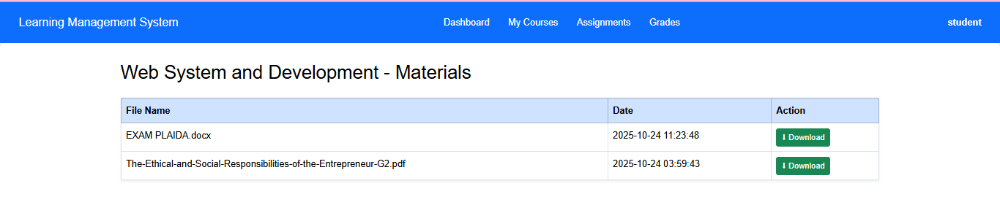 Learning Management System Dashboard My Courses Assignments Grades student
Web System and Development - Materials
File Name Date Action
EXAM PLAIDA.docx 2025-10-24 11:23:48 ⬇ Download
The-Ethical-and-Social-Responsibilities-of-the-Entrepreneur-G2.pdf 2025-10-24 03:59:43 ⬇ Download